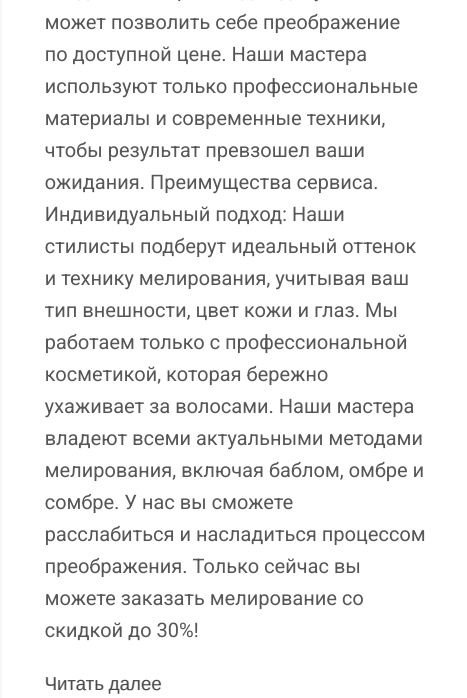 может позволить себе преображение
по доступной цене. Наши мастера
используют только профессиональные
материалы и современные техники,
чтобы результат превзошел ваши
ожидания. Преимущества сервиса.
Индивидуальный подход: Наши
стилисты подберут идеальный оттенок
и технику мелирования, учитывая ваш
тип внешности, цвет кожи и глаз. Мы
работаем только с профессиональной
косметикой, которая бережно
ухаживает за волосами. Наши мастера
владеют всеми актуальными методами
мелирования, включая баблом, омбре и
сомбре. У нас вы сможете
расслабиться и насладиться процессом
преображения. Только сейчас вы
можете заказать мелирование со
скидкой до 30%!
Читать далее